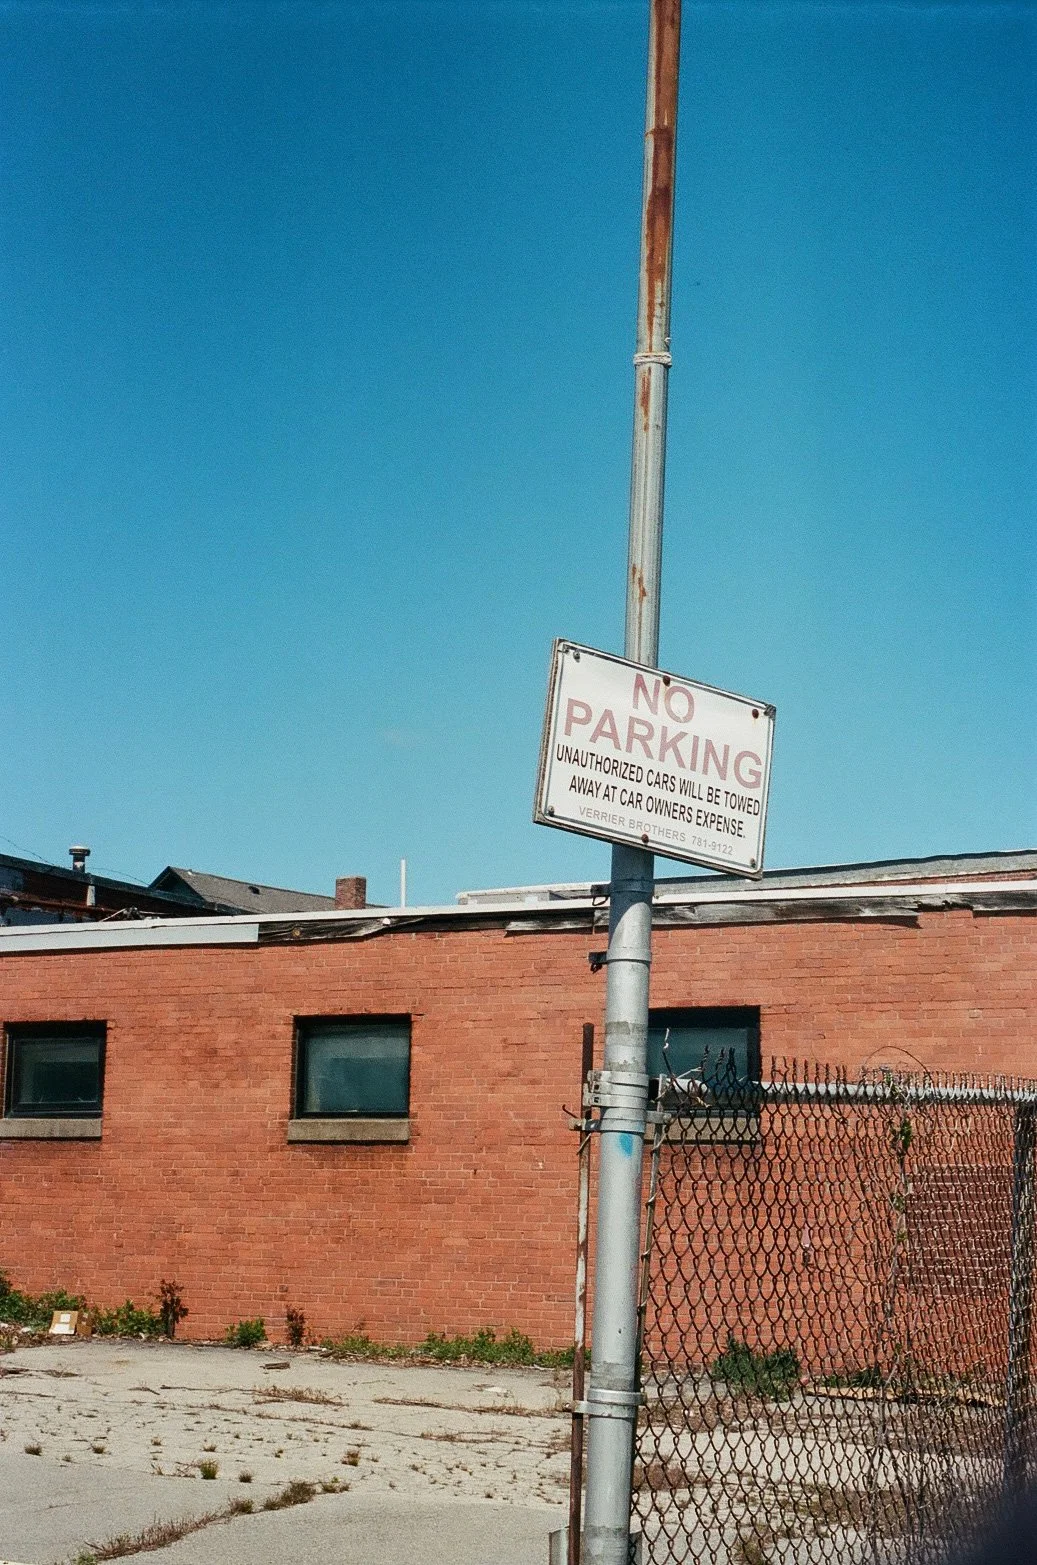 NO
PARKING
UNAUTHORIZED CARS WILL BE TOWED
AWAY AT CAR OWNERS EXPENSE.
VERRIER BROTHERS 781-9122